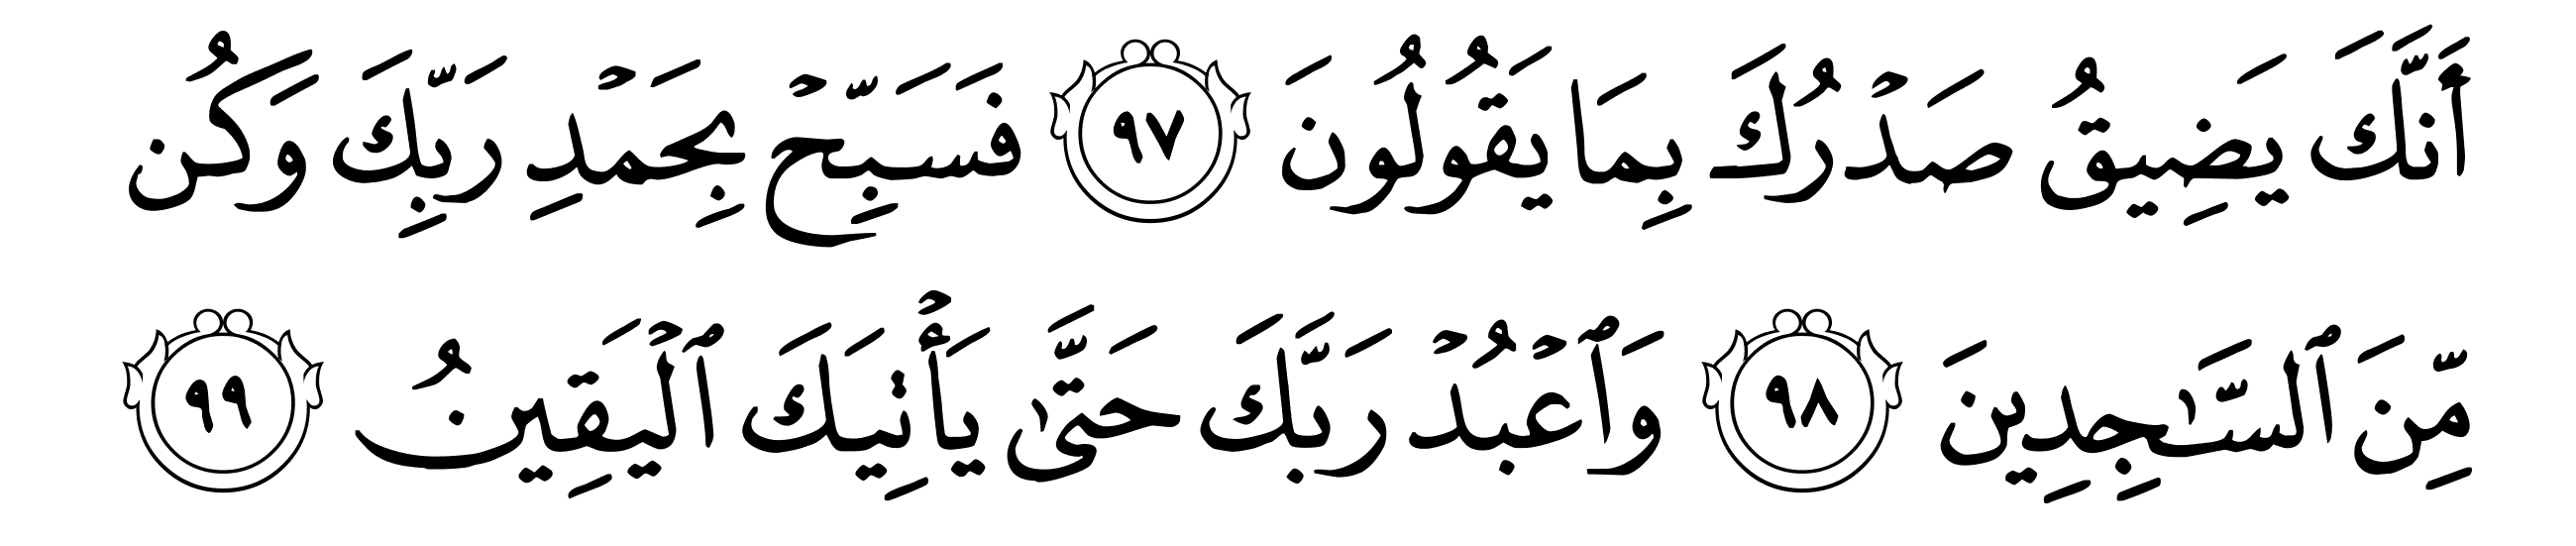 أَنَّكَ يَضِيقُ صَدۡرُكَ بِمَا يَقُولُونَ ٩٧ فَسَبِّحۡ بِحَمۡدِ رَبِّكَ وَكُن
مِّنَ ٱلسَّٰجِدِينَ ٩٨ وَٱعۡبُدۡ رَبَّكَ حَتَّىٰ يَأۡتِيَكَ ٱلۡيَقِينُ ٩٩